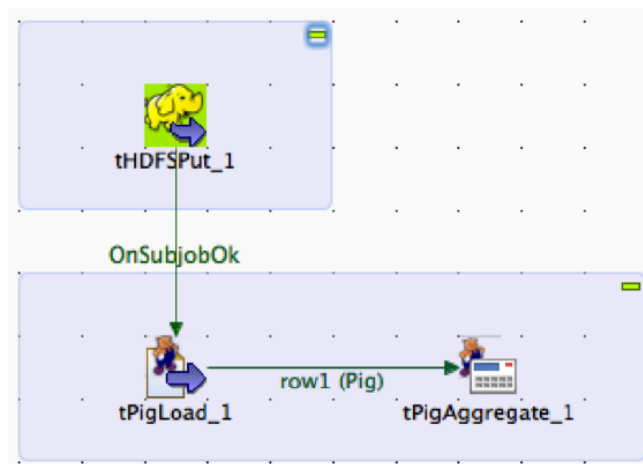 tHDFSPut_1
OnSubjobOk
row1 (Pig)
tPigLoad_1
tPigAggregate_1